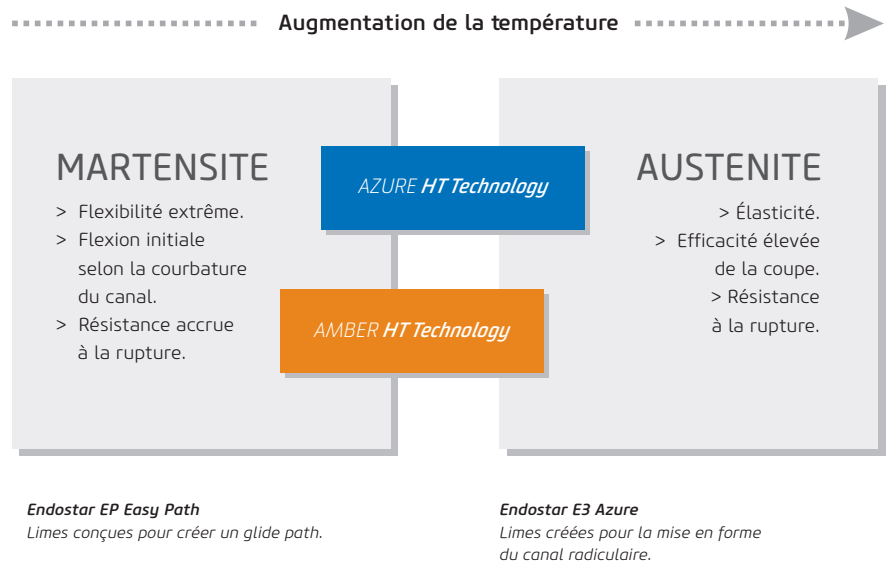 Augmentation de la température
MARTENSITE
> Flexibilité extrême.
> Flexion initiale
selon la courbature
du canal.
> Résistance accrue
à la rupture.
AZURE HT Technology
AMBER HT Technology
AUSTENITE
> Élasticité.
> Efficacité élevée
de la coupe.
> Résistance
à la rupture.
Endostar EP Easy Path
Limes conçues pour créer un glide path.
Endostar E3 Azure
Limes créées pour la mise en forme
du canal radiculaire.